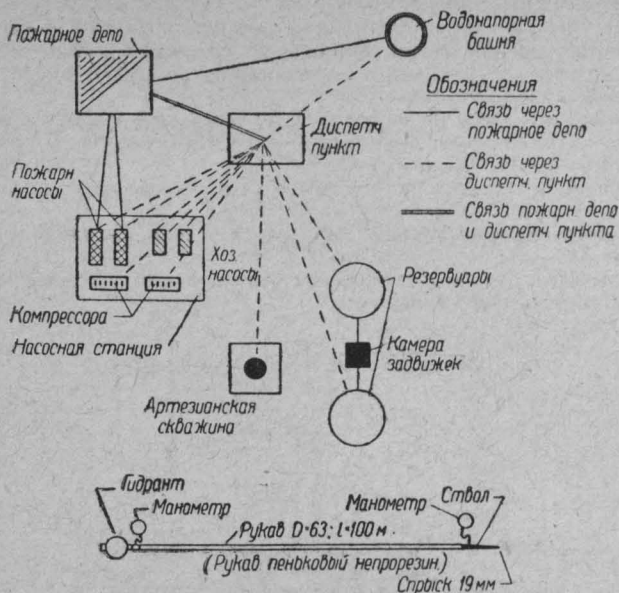 Пожарное депо
Водонапорная
башня
Обозначения
Связь через
пожарное депо
Диспетч
пункт
Связь через
диспетч. пункт
Связь пожарн депо
и диспетч пункта
Пожарн
насосы
Хоз.
насосы
Компрессора
Насосная станция
Резервуары
Камера
задвижек
Артезианская
скважина
Гидрант
Манометр
Манометр
Ствол
Рукав D=63; l=100 м
(Рукав пеньковый непрорезин.)
Спрыск 19 мм